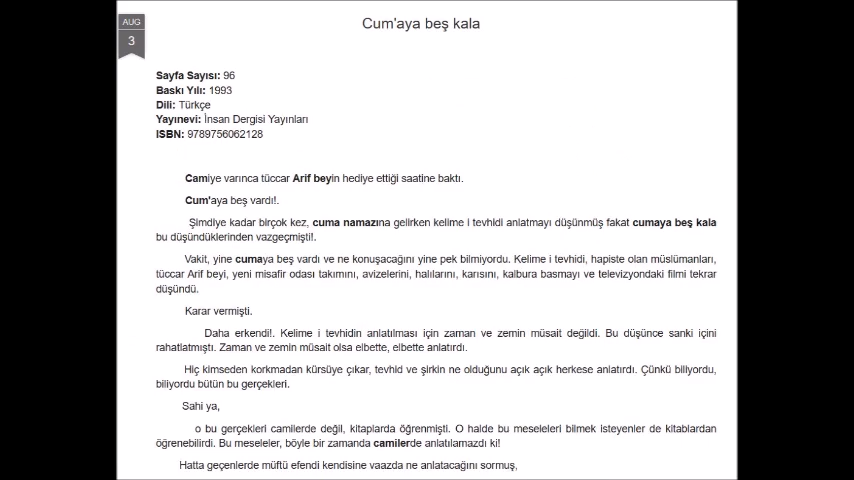 AUG
3
Cum'aya beş kala
Sayfa Sayısı: 96
Baskı Yılı: 1993
Dili: Türkçe
Yayınevi: İnsan Dergisi Yayınları
ISBN: 9789756062128
Camiye varınca tüccar Arif beyin hediye ettiği saatine baktı.
Cum'aya beş vardı!.
Şimdiye kadar birçok kez, cuma namazına gelirken kelime i tevhidi anlatmayı düşünmüş fakat cumaya beş kala
bu düşündüklerinden vazgeçmişti!.
Vakit, yine cumaya beş vardı ve ne konuşacağını yine pek bilmiyordu. Kelime i tevhidi, hapiste olan müslümanları,
tüccar Arif beyi, yeni misafir odası takımını, avizelerini, halılarını, karısını, kalbura basmayı ve televizyondaki filmi tekrar
düşündü.
Karar vermişti.
Daha erkendi!. Kelime i tevhidin anlatılması için zaman ve zemin müsait değildi. Bu düşünce sanki içini
rahatlatmıştı. Zaman ve zemin müsait olsa elbette, elbette anlatırdı.
Hiç kimseden korkmadan kürsüye çıkar, tevhid ve şirkin ne olduğunu açık açık herkese anlatırdı. Çünkü biliyordu,
biliyordu bütün bu gerçekleri.
Sahi ya,
o bu gerçekleri camilerde değil, kitaplarda öğrenmişti. O halde bu meseleleri bilmek isteyenler de kitablardan
öğrenebilirdi. Bu meseleler, böyle bir zamanda camilerde anlatılamazdı ki!
Hatta geçenlerde müftü efendi kendisine vaazda ne anlatacağını sormuş,